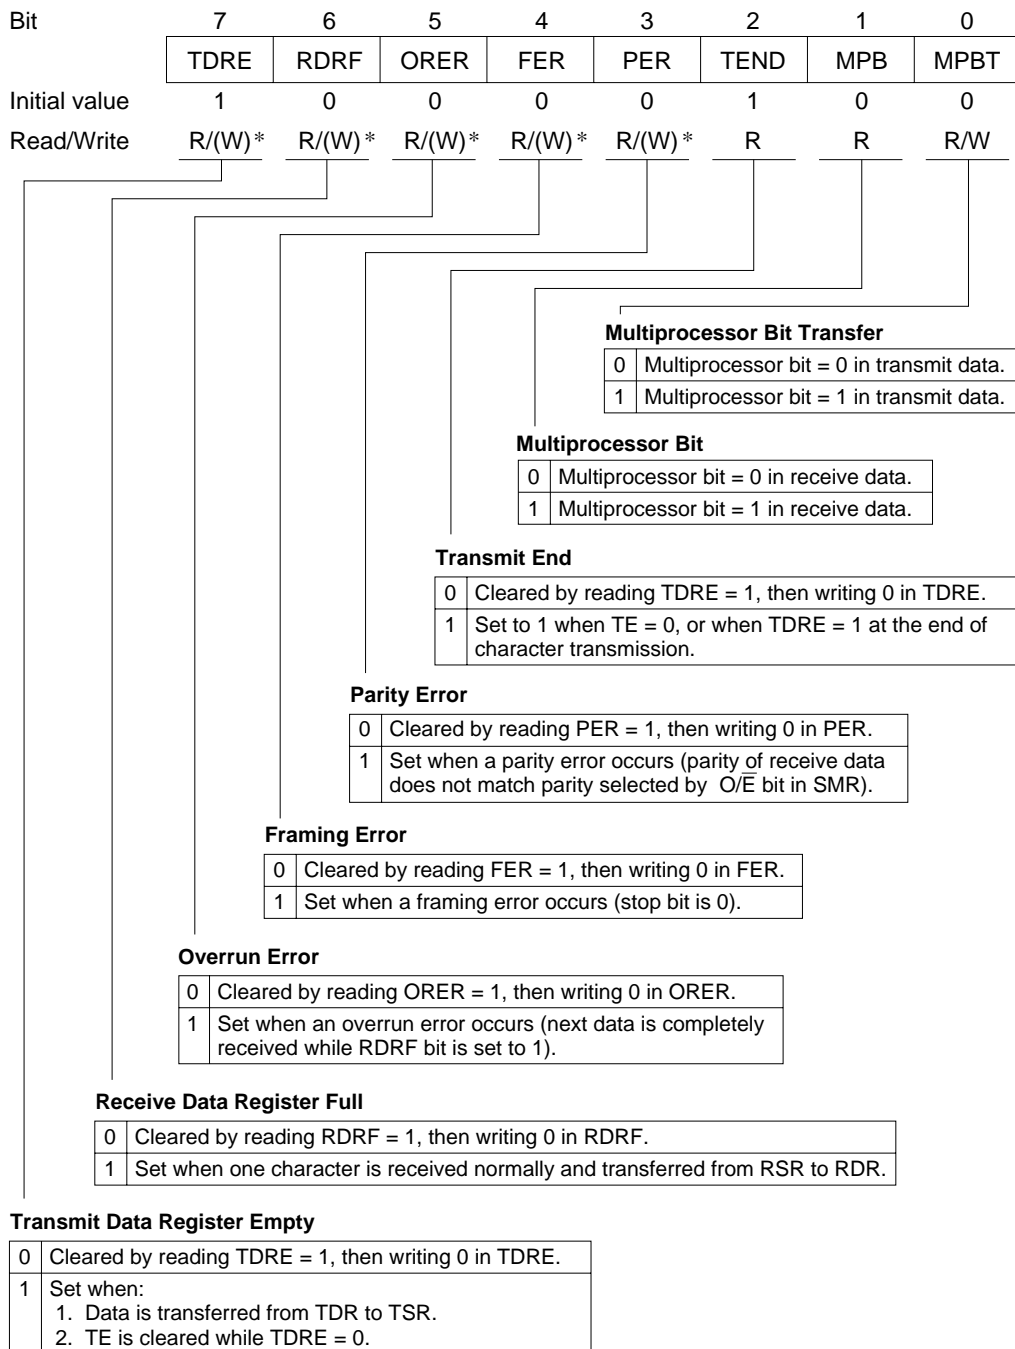 Bit 7 6 5 4 3 2 1 0
TDRE RDRF ORER FER PER TEND MPB MPBT
Initial value 1 0 0 0 0 1 0 0
Read/Write R/(W)* R/(W)* R/(W)* R/(W)* R/(W)* R R R/W
Multiprocessor Bit Transfer
0 Multiprocessor bit = 0 in transmit data.
1 Multiprocessor bit = 1 in transmit data.
Multiprocessor Bit
0 Multiprocessor bit = 0 in receive data.
1 Multiprocessor bit = 1 in receive data.
Transmit End
0 Cleared by reading TDRE = 1, then writing 0 in TDRE.
1 Set to 1 when TE = 0, or when TDRE = 1 at the end of
character transmission.
Parity Error
0 Cleared by reading PER = 1, then writing 0 in PER.
1 Set when a parity error occurs (parity of receive data
does not match parity selected by O/E̅ bit in SMR).
Framing Error
0 Cleared by reading FER = 1, then writing 0 in FER.
1 Set when a framing error occurs (stop bit is 0).
Overrun Error
0 Cleared by reading ORER = 1, then writing 0 in ORER.
1 Set when an overrun error occurs (next data is completely
received while RDRF bit is set to 1).
Receive Data Register Full
0 Cleared by reading RDRF = 1, then writing 0 in RDRF.
1 Set when one character is received normally and transferred from RSR to RDR.
Transmit Data Register Empty
0 Cleared by reading TDRE = 1, then writing 0 in TDRE.
1 Set when:
1. Data is transferred from TDR to TSR.
2. TE is cleared while TDRE = 0.